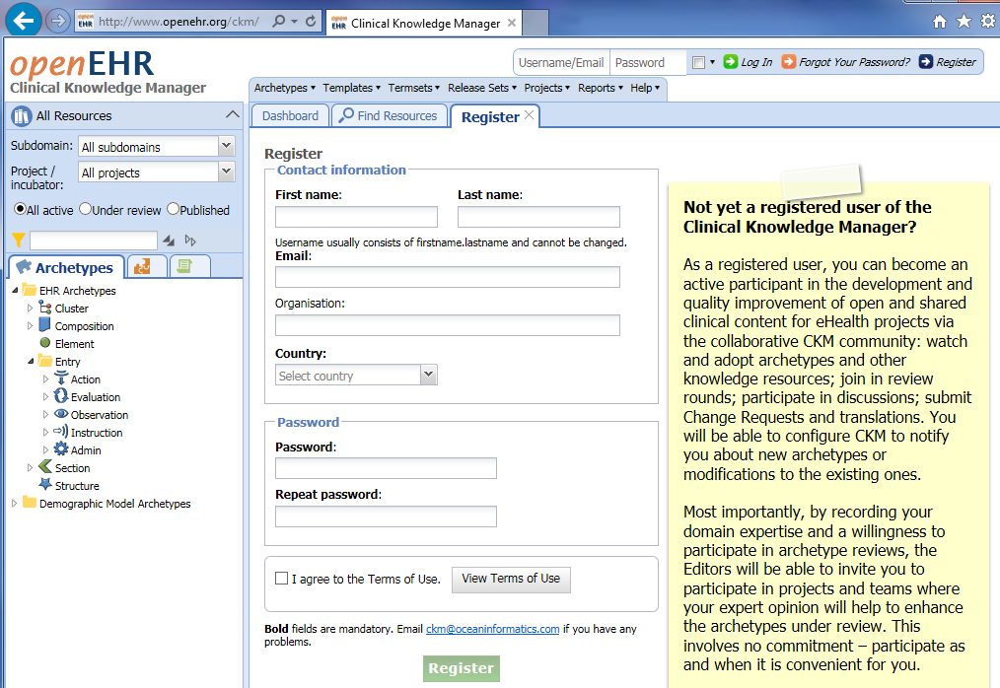 http://www.openehr.org/ckm/
Clinical Knowledge Manager
openEHR
Clinical Knowledge Manager
Username/Email
Password
Log In
Forgot Your Password?
Register
Archetypes
Templates
Termsets
Release Sets
Projects
Reports
Help
All Resources
Subdomain:
All subdomains
Project /
incubator:
All projects
All active
Under review
Published
Archetypes
EHR Archetypes
Cluster
Composition
Element
Entry
Action
Evaluation
Observation
Instruction
Admin
Section
Structure
Demographic Model Archetypes
Dashboard
Find Resources
Register
Register
Contact information
First name:
Last name:
Username usually consists of firstname.lastname and cannot be changed.
Email:
Organisation:
Country:
Select country
Password
Password:
Repeat password:
I agree to the Terms of Use.
View Terms of Use
Bold fields are mandatory. Email ckm@oceaninformatics.com if you have any
problems.
Register
Not yet a registered user of the
Clinical Knowledge Manager?
As a registered user, you can become an
active participant in the development and
quality improvement of open and shared
clinical content for eHealth projects via
the collaborative CKM community: watch
and adopt archetypes and other
knowledge resources; join in review
rounds; participate in discussions; submit
Change Requests and translations. You
will be able to configure CKM to notify
you about new archetypes or
modifications to the existing ones.
Most importantly, by recording your
domain expertise and a willingness to
participate in archetype reviews, the
Editors will be able to invite you to
participate in projects and teams where
your expert opinion will help to enhance
the archetypes under review. This
involves no commitment – participate as
and when it is convenient for you.